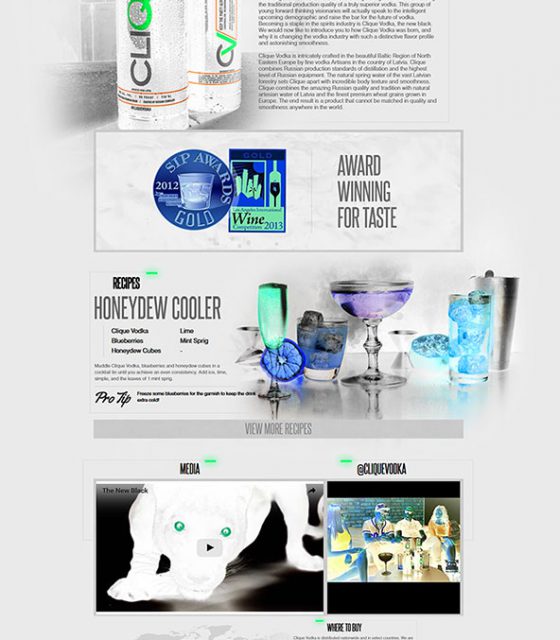 CLIQ
CV
the traditional production quality of a truly superior vodka. This group of
young forward thinking visionaries will actually speak to the intelligent
upcoming demographic and raise the bar for the future of vodka.
Becoming a staple in the spirits industry is Clique Vodka, the new black.
We would now like to introduce you to how Clique Vodka was born, and
why it is changing the vodka industry with such a distinctive flavor profile
and astonishing smoothness.
Clique Vodka is intricately crafted in the beautiful Baltic Region of North
Eastern Europe by fine vodka Artisans in the country of Latvia. Clique
combines Russian production standards of distillation and the highest
level of Russian equipment. The natural spring water of the vast Latvian
forestry sets Clique apart with incredible body texture and smoothness.
Clique combines the amazing Russian quality and tradition with natural
artesian water of Latvia and the finest premium wheat grains grown in
Europe. The end result is a product that cannot be matched in quality and
smoothness anywhere in the world.
SIP AWARDS
2012
GOLD
GOLD
Los Angeles International
Wine
Competition 2013
AWARD
WINNING
FOR TASTE
RECIPES
HONEYDEW COOLER
Clique Vodka Lime
Blueberries Mint Sprig
Honeydew Cubes -
Muddle Clique Vodka, blueberries and honeydew cubes in a
cocktail tin until you achieve an even consistency. Add ice, lime,
simple, and the leaves of 1 mint sprig.
Pro Tip Freeze some blueberries for the garnish to keep the drink
extra cold!
VIEW MORE RECIPES
MEDIA @CLIQUEVODKA
The New Black
WHERE TO BUY
Clique Vodka is distributed nationwide and in select countries. We are